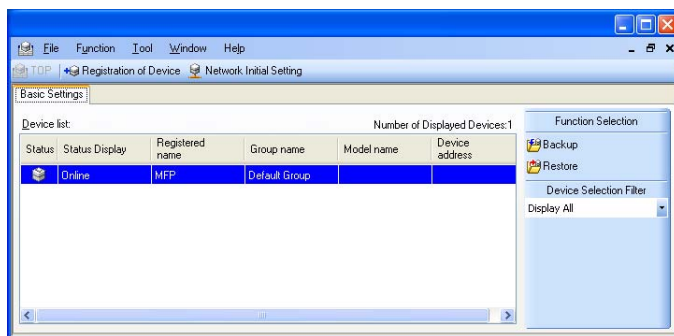 File Function Tool Window Help
TOP Registration of Device Network Initial Setting
Basic Settings
Device list: Number of Displayed Devices:1
Status Status Display Registered name Group name Model name Device address
Online MFP Default Group
Function Selection
Backup
Restore
Device Selection Filter
Display All